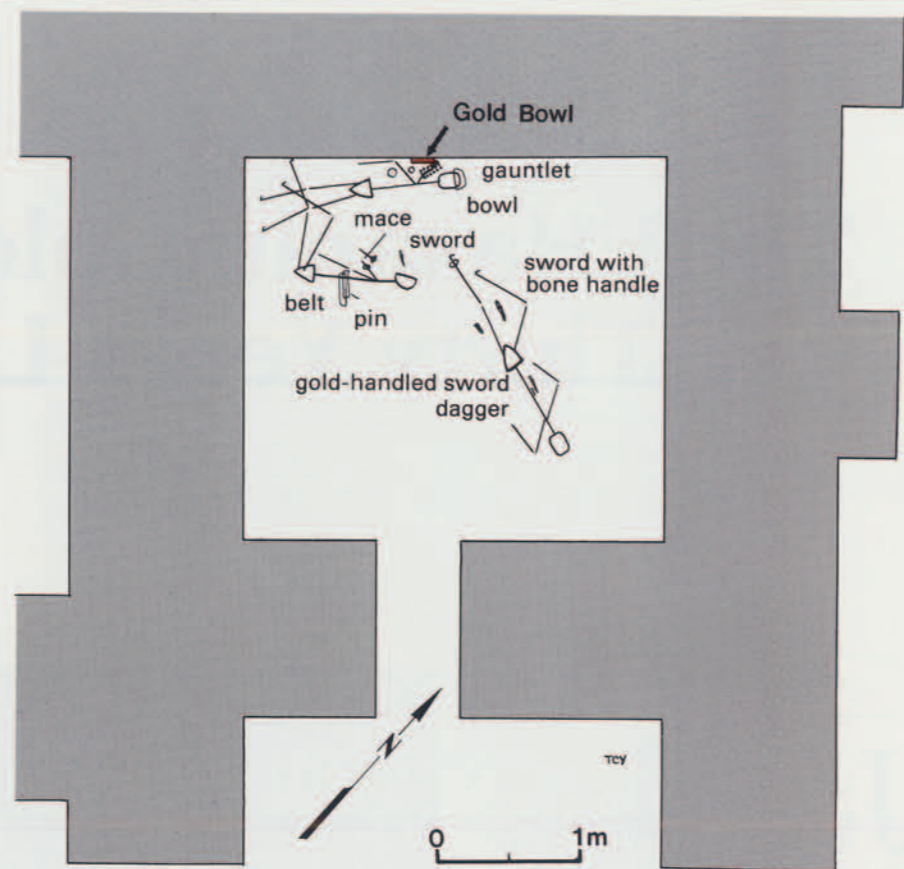 Gold Bowl
gauntlet
bowl
mace
sword
sword with
bone handle
belt
pin
gold-handled sword
dagger
N
TCY
0 1m